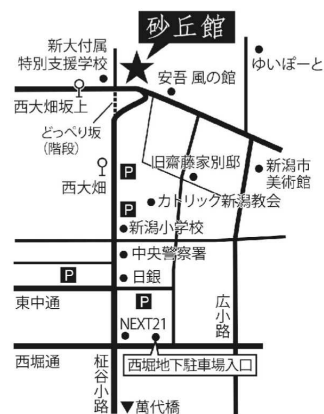 砂丘館
新大付属
特別支援学校
安吾 風の館
ゆいぽーと
西大畑坂上
どっぺり坂
(階段)
旧齋藤家別邸
新潟市
美術館
西大畑
P
カトリック新潟教会
P
新潟小学校
中央警察署
P
日銀
東中通
P
広小路
NEXT21
西堀通
西堀地下駐車場入口
柾谷小路
▼萬代橋